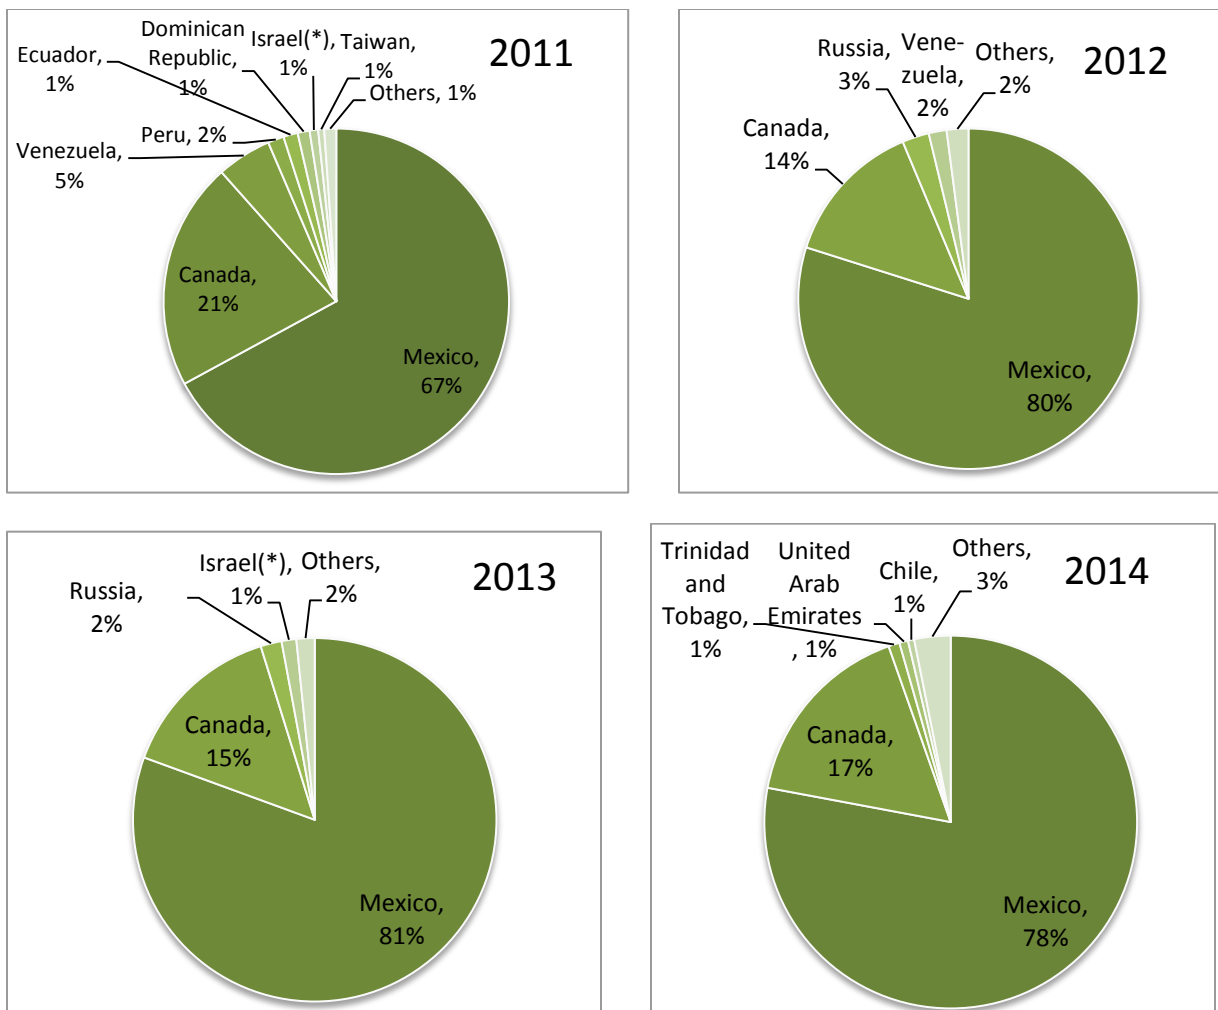 2011
Ecuador,
1%
Dominican
Republic,
1%
Israel(*),
1%
Taiwan,
1%
Others, 1%
Peru, 2%
Venezuela,
5%
Canada,
21%
Mexico,
67%
2012
Russia,
3%
Vene-
zuela,
2%
Others,
2%
Canada,
14%
Mexico,
80%
2013
Russia,
2%
Israel(*),
1%
Others,
2%
Canada,
15%
Mexico,
81%
2014
Trinidad
and
Tobago,
1%
United
Arab
Emirates
, 1%
Chile,
1%
Others,
3%
Canada,
17%
Mexico,
78%